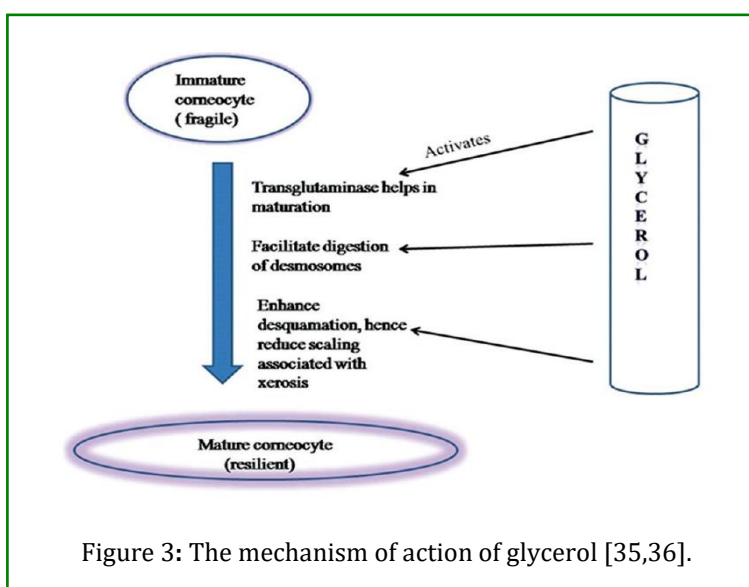 Immature
corneocyte
( fragile)
Activates
Transglutaminase helps in
maturation
Facilitate digestion
of desmosomes
Enhance
desquamation, hence
reduce scaling
associated with
xerosis
GLYCEROL
Mature corneocyte
(resilient)
Figure 3: The mechanism of action of glycerol [35,36].